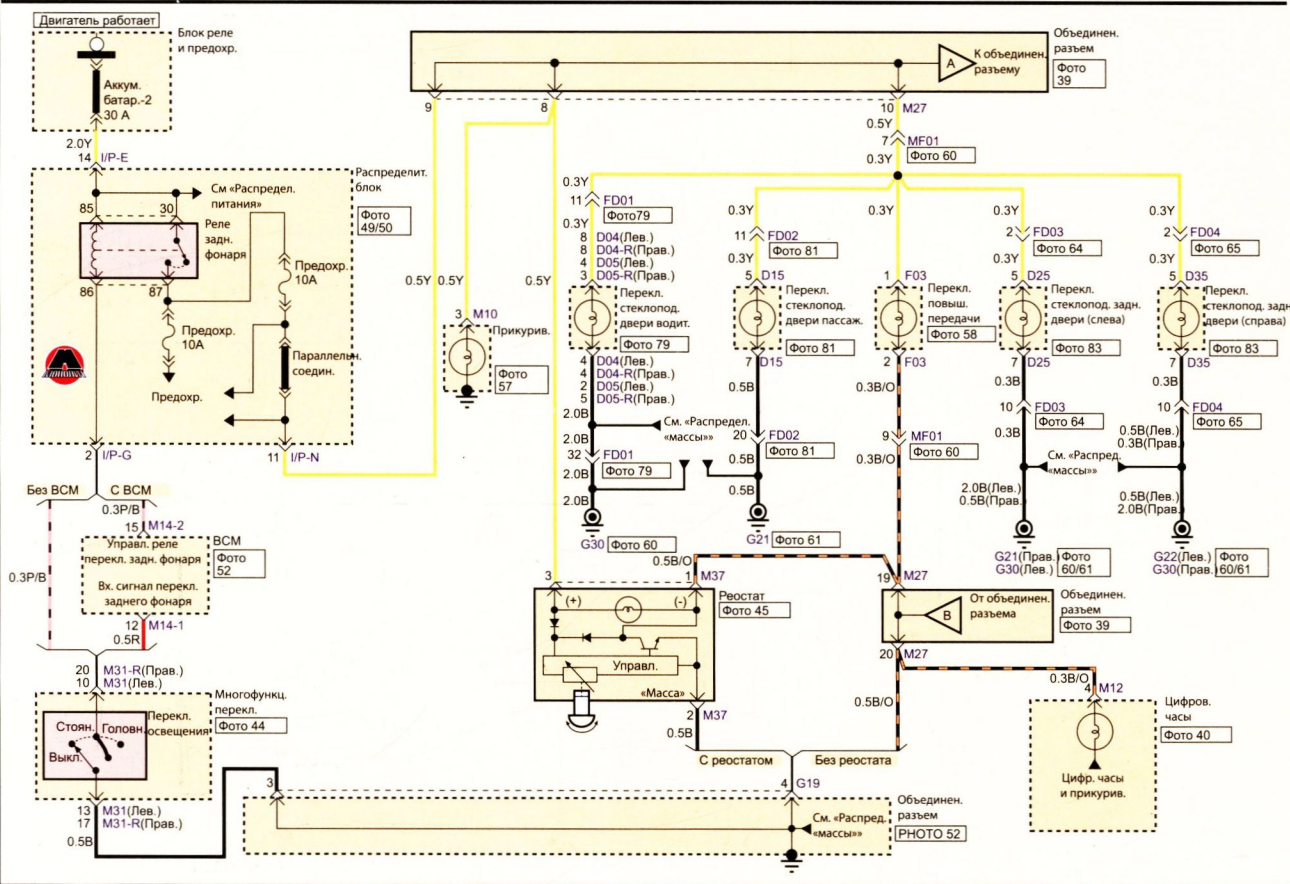 Двигатель работает
Блок реле
и предохр.
Аккум.
батар.-2
30 А
2.0Y
14 I/P-E
Распределит.
блок
Фото
49/50
См «Распредел.
питания»
85
30
Реле
задн.
фонаря
86
87
Предохр.
10А
Предохр.
10А
Параллельн.
соедин.
Предохр.
2 I/P-G
11 I/P-N
Без BCM
С BCM
0.3P/B
15 M14-2
Управл. реле
перекл. задн. фонаря
Вх. сигнал перекл.
заднего фонаря
BCM
Фото
52
0.3P/B
12 M14-1
0.5R
20 M31-R(Прав.)
10 M31(Лев.)
Многофункц.
перекл.
Фото 44
Перекл.
освещения
Стоян.
Головн.
Выкл.
13 M31(Лев.)
17 M31-R(Прав.)
0.5B
Объединен.
разъем
Фото
39
К объединен.
разъему
A
9
8
10 M27
0.5Y
7 MF01
Фото 60
0.3Y
0.5Y
0.5Y
0.5Y
3 M10
Прикурив.
Фото
57
0.3Y
11 FD01
Фото79
0.3Y
8 D04(Лев.)
8 D04-R(Прав.)
4 D05(Лев.)
3 D05-R(Прав.)
Перекл.
стеклопод.
двери водит.
Фото 79
4 D04(Лев.)
4 D04-R(Прав.)
2 D05(Лев.)
5 D05-R(Прав.)
2.0B
См. «Распредел.
«массы»»
2.0B
32 FD01
Фото 79
2.0B
2.0B
G30 Фото 60
0.3Y
11 FD02
Фото 81
0.3Y
5 D15
Перекл.
стеклопод.
двери пассаж.
Фото 81
7 D15
0.5B
20 FD02
Фото 81
0.5B
0.5B
G21 Фото 61
0.3Y
1 F03
Перекл.
повыш.
передачи
Фото 58
2 F03
0.3B/O
9 MF01
Фото 60
0.3B/O
0.3Y
2 FD03
Фото 64
0.3Y
5 D25
Перекл.
стеклопод. задн.
двери (слева)
Фото 83
7 D25
0.3B
10 FD03
Фото 64
0.3B
См. «Распред.
«массы»»
2.0B(Лев.)
0.5B(Прав.)
G21(Прав.)
G30(Лев.)
Фото
60/61
0.3Y
2 FD04
Фото 65
0.3Y
5 D35
Перекл.
стеклопод. задн.
двери (справа)
Фото 83
7 D35
0.3B
10 FD04
Фото 65
0.5B(Лев.)
0.3B(Прав.)
0.5B(Лев.)
2.0B(Прав.)
G22(Лев.)
G30(Прав.)
Фото
60/61
0.5B/O
3
1 M37
Реостат
Фото 45
(+)
(-)
Управл.
«Масса»
2 M37
0.5B
19 M27
От объединен.
разъема
B
Объединен.
разъем
Фото 39
20 M27
0.5B/O
0.3B/O
4 M12
Цифров.
часы
Фото 40
Цифр. часы
и прикурив.
С реостатом
Без реостата
3
4 G19
См. «Распред.
«массы»»
Объединен.
разъем
PHOTO 52